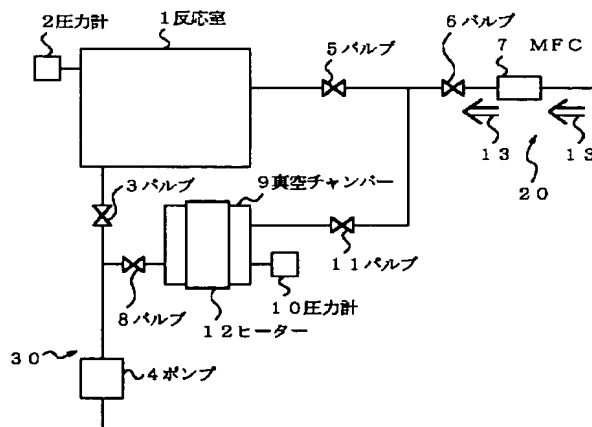 2圧力計
1反応室
6バルブ
5バルブ
7 MFC
13
13
20
3バルブ
9真空チャンバー
11バルブ
8バルブ
10圧力計
12ヒーター
30
4ポンプ